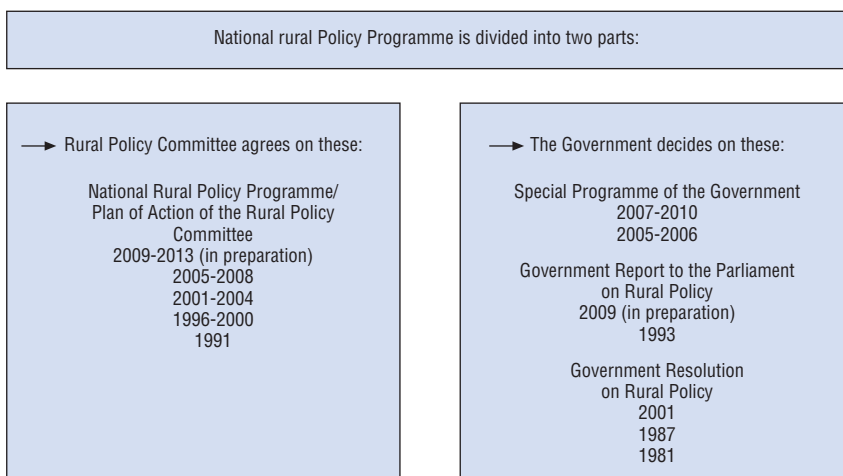 National rural Policy Programme is divided into two parts:
Rural Policy Committee agrees on these:
National Rural Policy Programme/
Plan of Action of the Rural Policy
Committee
2009-2013 (in preparation)
2005-2008
2001-2004
1996-2000
1991
The Government decides on these:
Special Programme of the Government
2007-2010
2005-2006
Government Report to the Parliament
on Rural Policy
2009 (in preparation)
1993
Government Resolution
on Rural Policy
2001
1987
1981